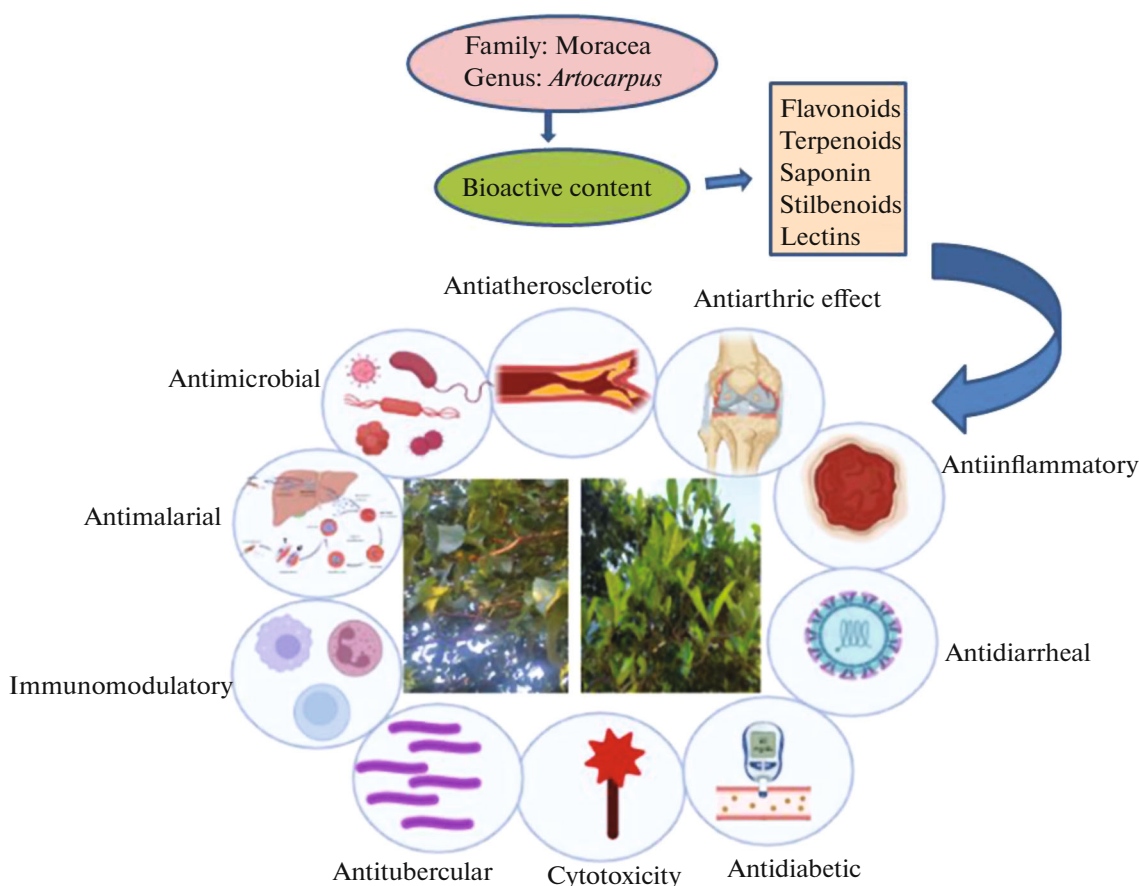 Family: Moracea
Genus: Artocarpus
Bioactive content
Flavonoids
Terpenoids
Saponin
Stilbenoids
Lectins
Antiatherosclerotic
Antiarthric effect
Antimicrobial
Antiinflammatory
Antimalarial
Antidiarrheal
Immunomodulatory
Antitubercular
Cytotoxicity
Antidiabetic